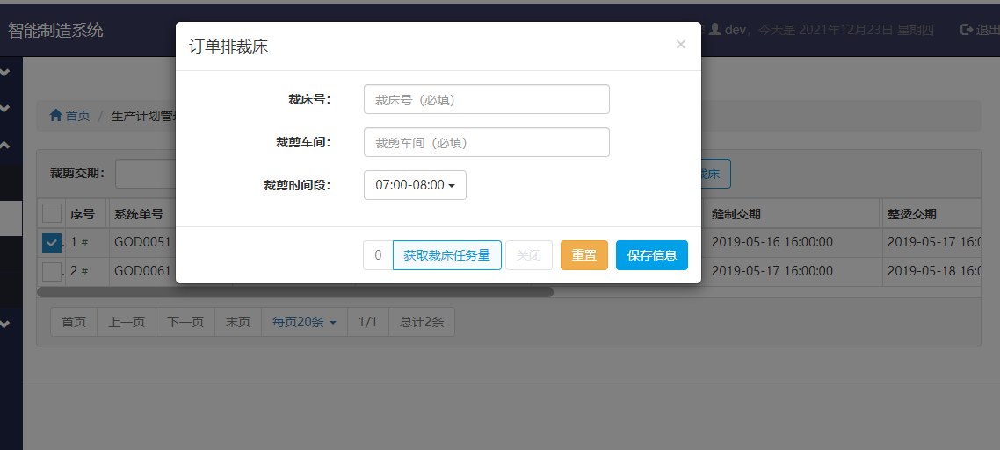 智能制造系统
dev，今天是 2021年12月23日 星期四
退出
订单排裁床
×
裁床号：
裁床号（必填）
裁剪车间：
裁剪车间（必填）
裁剪时间段：
07:00-08:00
0
获取裁床任务量
关闭
重置
保存信息
首页 / 生产计划管理
裁剪交期：
裁床
序号 系统单号 缝制交期 整烫交期
1 # GOD0051 2019-05-16 16:00:00 2019-05-17 16:0
2 # GOD0061 2019-05-17 16:00:00 2019-05-18 16:0
首页 上一页 下一页 末页 每页20条 1/1 总计2条